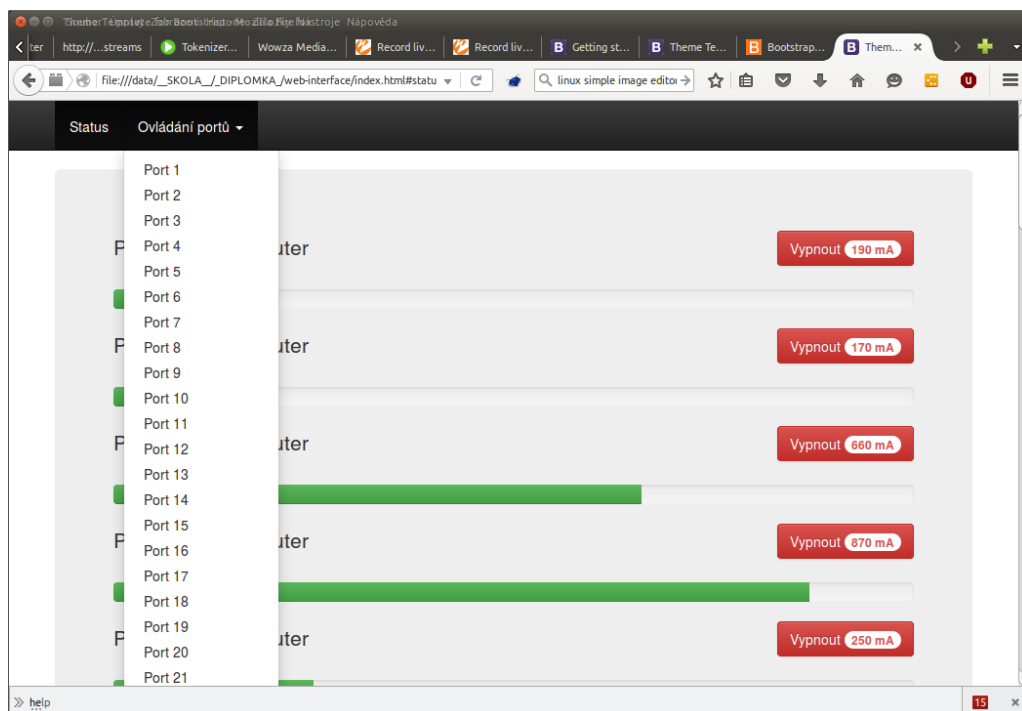 http://...streams Tokenizer... Wowza Media... Record liv... Record liv... B Getting st... B Theme Te... B Bootstrap... B Them... ×
file:///data/__SKOLA__/_DIPLOMKA_/web-interface/index.html#statu linux simple image editor
Status Ovládání portů
Port 1
Port 2
Port 3
Port 4
uter Vypnout 190 mA
Port 5
Port 6
Port 7
Port 8
uter Vypnout 170 mA
Port 9
Port 10
Port 11
Port 12
uter Vypnout 660 mA
Port 13
Port 14
Port 15
Port 16
uter Vypnout 870 mA
Port 17
Port 18
Port 19
uter Vypnout 250 mA
Port 20
Port 21
help 15